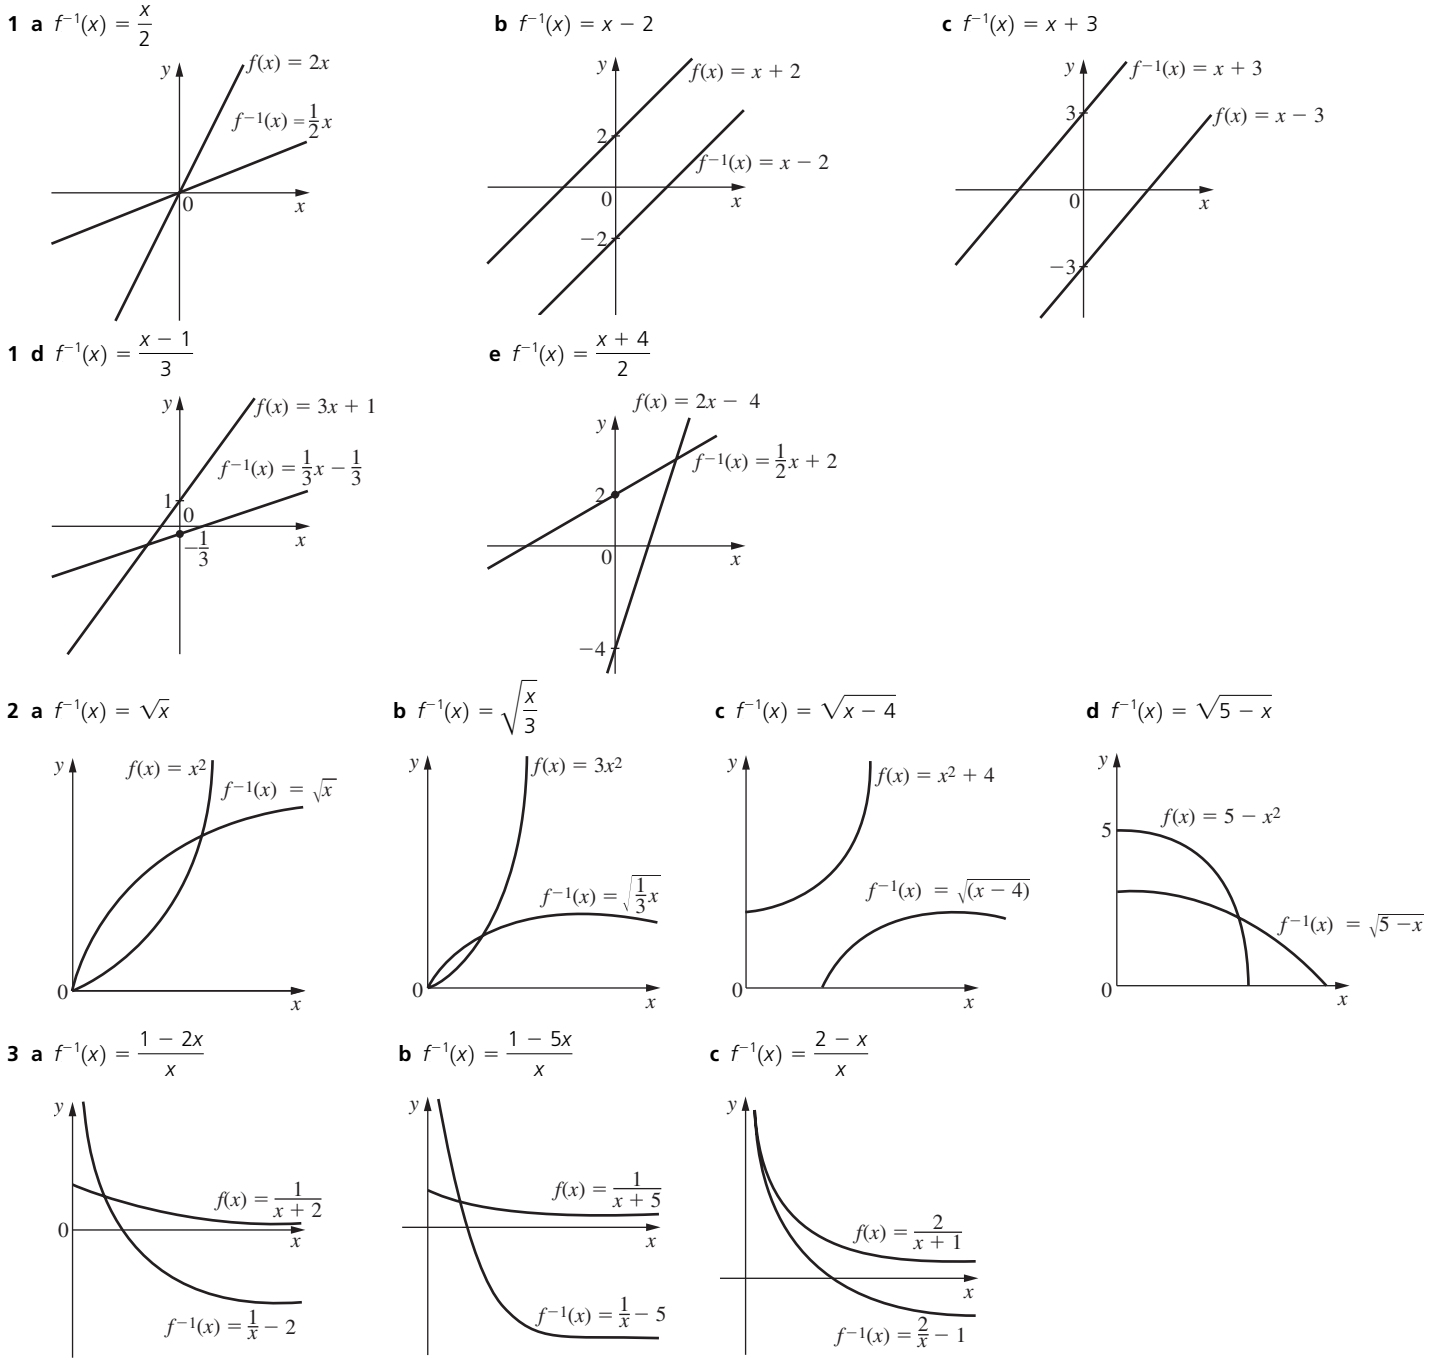 1 a f⁻¹(x) = x/2
b f⁻¹(x) = x − 2
c f⁻¹(x) = x + 3
y
f(x) = 2x
f⁻¹(x) = 1/2 x
0
x
y
f(x) = x + 2
2
f⁻¹(x) = x − 2
0
x
−2
y
f⁻¹(x) = x + 3
3
f(x) = x − 3
0
x
−3
1 d f⁻¹(x) = (x − 1)/3
e f⁻¹(x) = (x + 4)/2
y
f(x) = 3x + 1
f⁻¹(x) = 1/3 x − 1/3
1
0
x
−1/3
f(x) = 2x − 4
y
f⁻¹(x) = 1/2 x + 2
2
0
x
−4
2 a f⁻¹(x) = √x
b f⁻¹(x) = √(x/3)
c f⁻¹(x) = √(x − 4)
d f⁻¹(x) = √(5 − x)
y
f(x) = x²
f⁻¹(x) = √x
0
x
y
f(x) = 3x²
f⁻¹(x) = √(1/3 x)
0
x
y
f(x) = x² + 4
f⁻¹(x) = √(x − 4)
0
x
y
5
f(x) = 5 − x²
f⁻¹(x) = √(5 − x)
0
x
3 a f⁻¹(x) = (1 − 2x)/x
b f⁻¹(x) = (1 − 5x)/x
c f⁻¹(x) = (2 − x)/x
y
f(x) = 1/(x + 2)
0
x
f⁻¹(x) = 1/x − 2
y
f(x) = 1/(x + 5)
x
f⁻¹(x) = 1/x − 5
y
f(x) = 2/(x + 1)
x
f⁻¹(x) = 2/x − 1